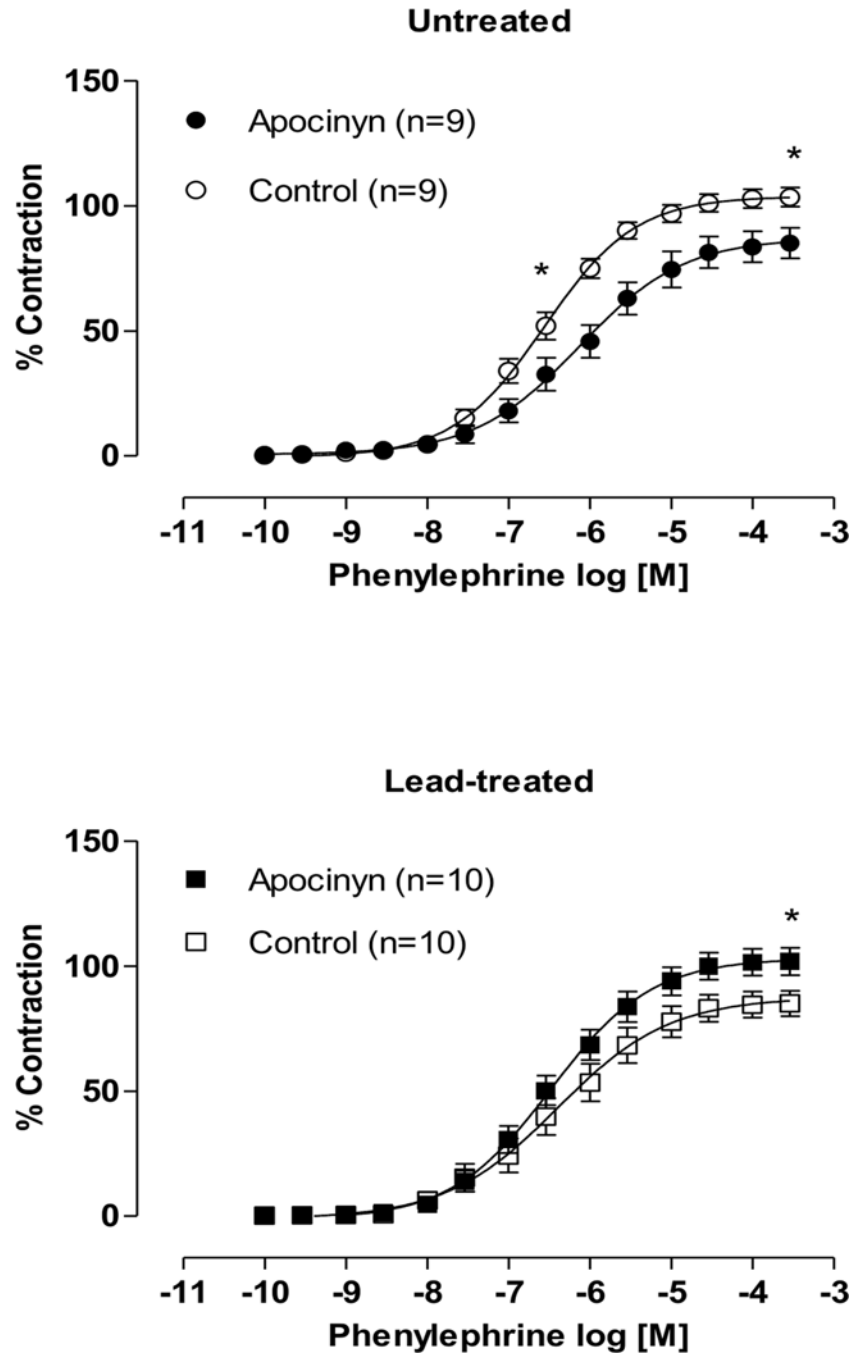 Untreated
150
Apocinyn (n=9)
*
Control (n=9)
100
*
% Contraction
50
0
-11 -10 -9 -8 -7 -6 -5 -4 -3
Phenylephrine log [M]
Lead-treated
150
Apocinyn (n=10)
*
Control (n=10)
100
% Contraction
50
0
-11 -10 -9 -8 -7 -6 -5 -4 -3
Phenylephrine log [M]